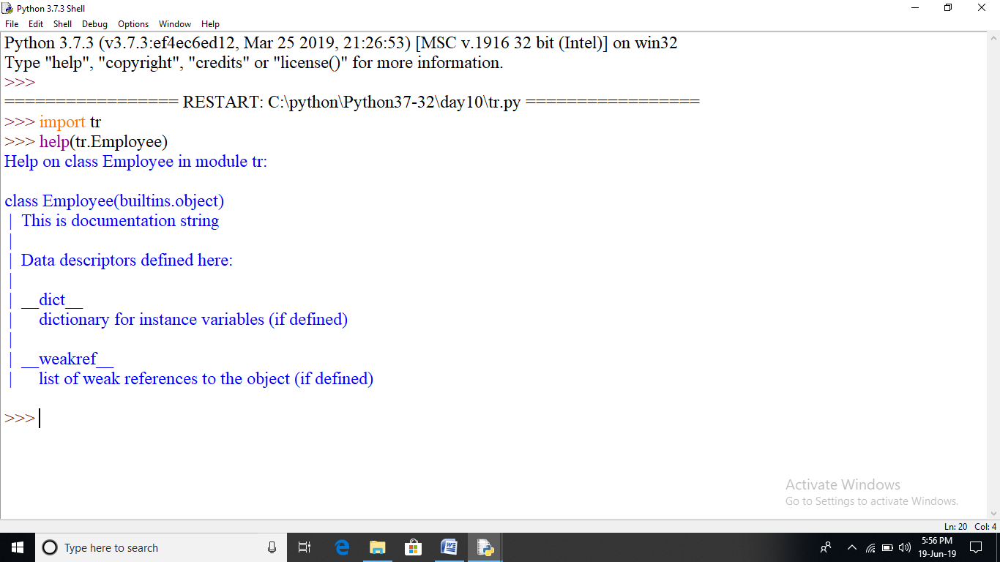 Python 3.7.3 Shell
File Edit Shell Debug Options Window Help
Python 3.7.3 (v3.7.3:ef4ec6ed12, Mar 25 2019, 21:26:53) [MSC v.1916 32 bit (Intel)] on win32
Type "help", "copyright", "credits" or "license()" for more information.
>>>
================= RESTART: C:\python\Python37-32\day10\tr.py =================
>>> import tr
>>> help(tr.Employee)
Help on class Employee in module tr:
class Employee(builtins.object)
| This is documentation string
|
| Data descriptors defined here:
|
| __dict__
| dictionary for instance variables (if defined)
|
| __weakref__
| list of weak references to the object (if defined)
>>>
Activate Windows
Go to Settings to activate Windows.
Ln: 20 Col: 4
Type here to search
5:56 PM
19-Jun-19